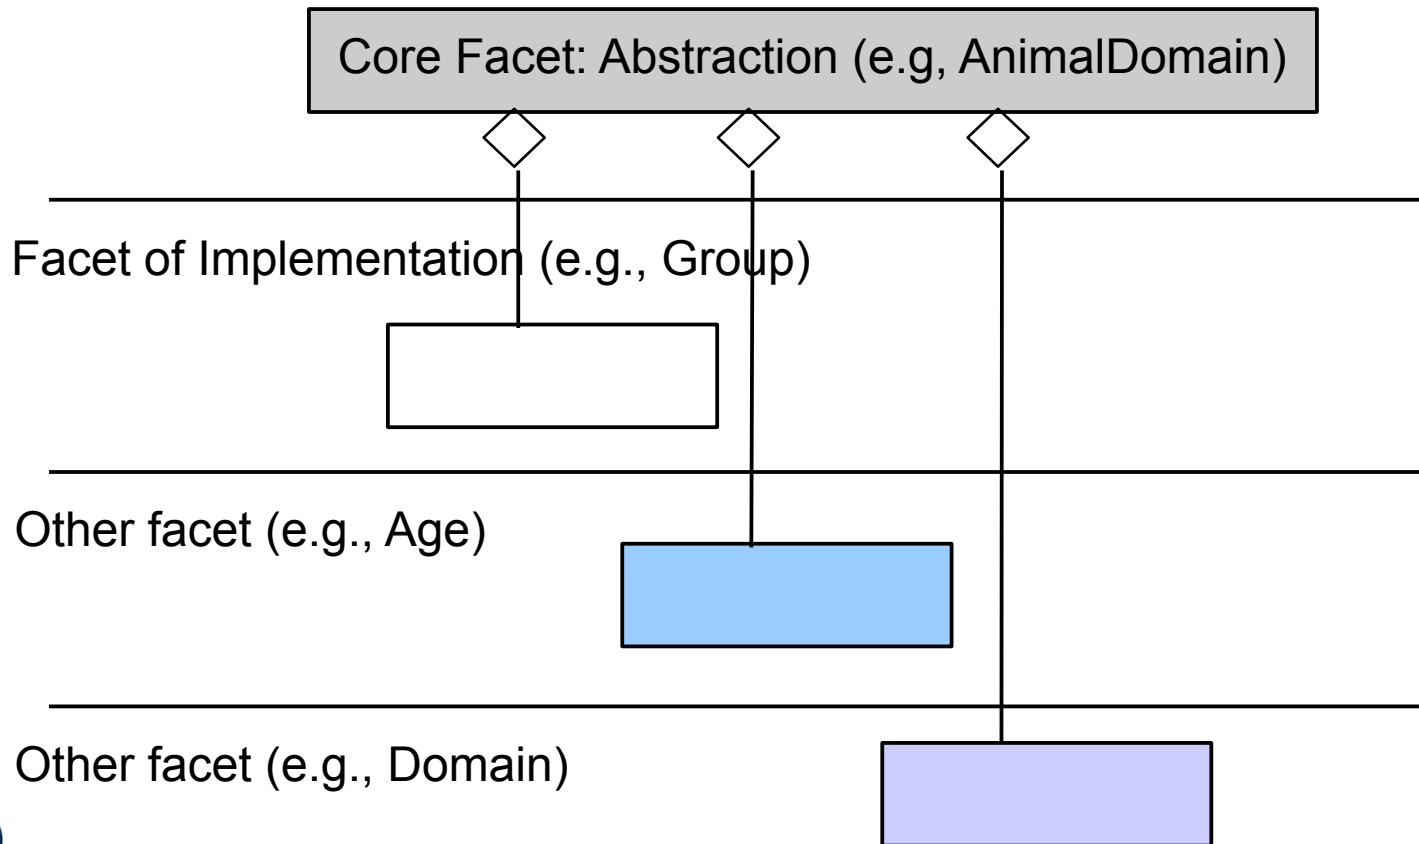 Core Facet: Abstraction (e.g, AnimalDomain)
Facet of Implementation (e.g., Group)
Other facet (e.g., Age)
Other facet (e.g., Domain)